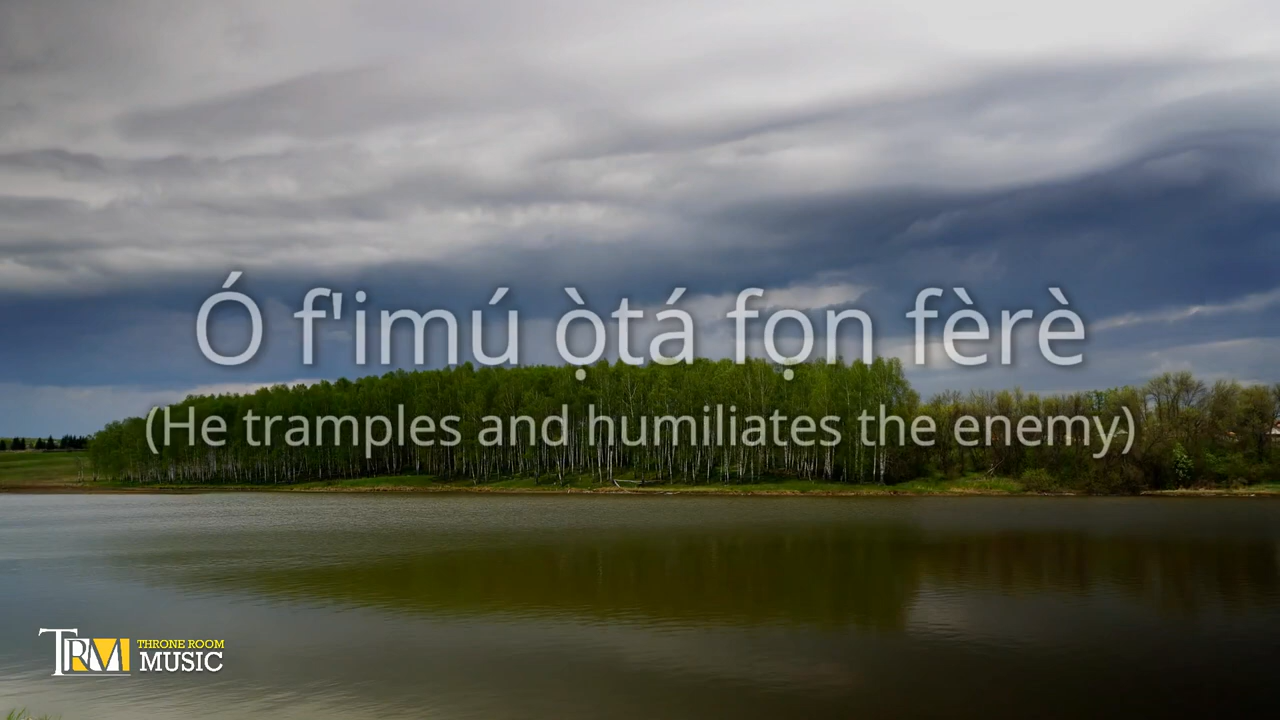 Ó f'imú ọ̀tá fọn fèrè
(He tramples and humiliates the enemy)
TRM THRONE ROOM
MUSIC